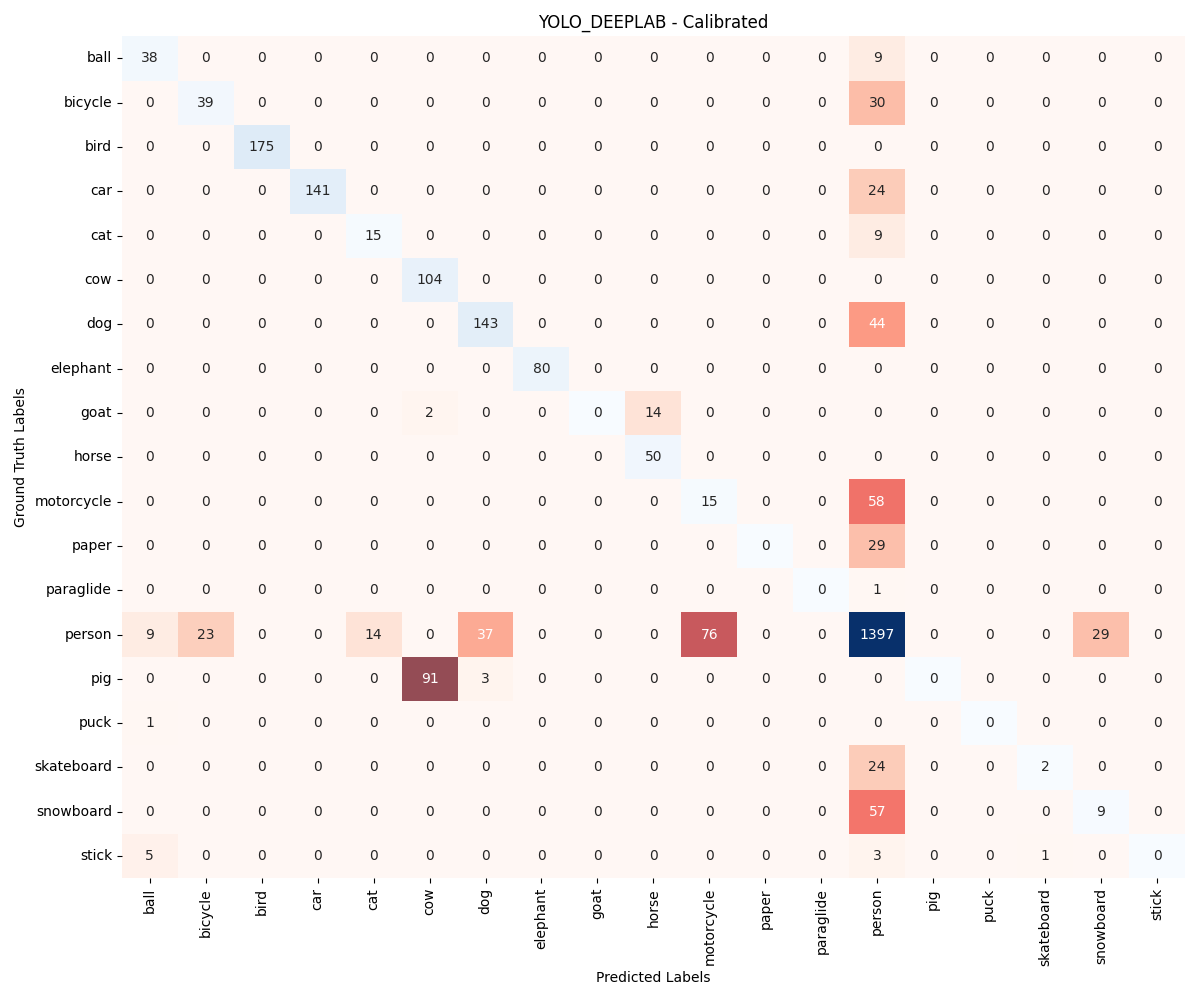 YOLO_DEEPLAB - Calibrated
ball 38 0 0 0 0 0 0 0 0 0 0 0 0 9 0 0 0 0 0
bicycle 0 39 0 0 0 0 0 0 0 0 0 0 0 30 0 0 0 0 0
bird 0 0 175 0 0 0 0 0 0 0 0 0 0 0 0 0 0 0 0
car 0 0 0 141 0 0 0 0 0 0 0 0 0 24 0 0 0 0 0
cat 0 0 0 0 15 0 0 0 0 0 0 0 0 9 0 0 0 0 0
cow 0 0 0 0 0 104 0 0 0 0 0 0 0 0 0 0 0 0 0
dog 0 0 0 0 0 0 143 0 0 0 0 0 0 44 0 0 0 0 0
elephant 0 0 0 0 0 0 0 80 0 0 0 0 0 0 0 0 0 0 0
goat 0 0 0 0 0 2 0 0 0 14 0 0 0 0 0 0 0 0 0
horse 0 0 0 0 0 0 0 0 0 50 0 0 0 0 0 0 0 0 0
motorcycle 0 0 0 0 0 0 0 0 0 0 15 0 0 58 0 0 0 0 0
paper 0 0 0 0 0 0 0 0 0 0 0 0 0 29 0 0 0 0 0
paraglide 0 0 0 0 0 0 0 0 0 0 0 0 0 1 0 0 0 0 0
person 9 23 0 0 14 0 37 0 0 0 76 0 0 1397 0 0 0 29 0
pig 0 0 0 0 0 91 3 0 0 0 0 0 0 0 0 0 0 0 0
puck 1 0 0 0 0 0 0 0 0 0 0 0 0 0 0 0 0 0 0
skateboard 0 0 0 0 0 0 0 0 0 0 0 0 0 24 0 0 2 0 0
snowboard 0 0 0 0 0 0 0 0 0 0 0 0 0 57 0 0 0 9 0
stick 5 0 0 0 0 0 0 0 0 0 0 0 0 3 0 0 1 0 0
Ground Truth Labels
ball bicycle bird car cat cow dog elephant goat horse motorcycle paper paraglide person pig puck skateboard snowboard stick
Predicted Labels